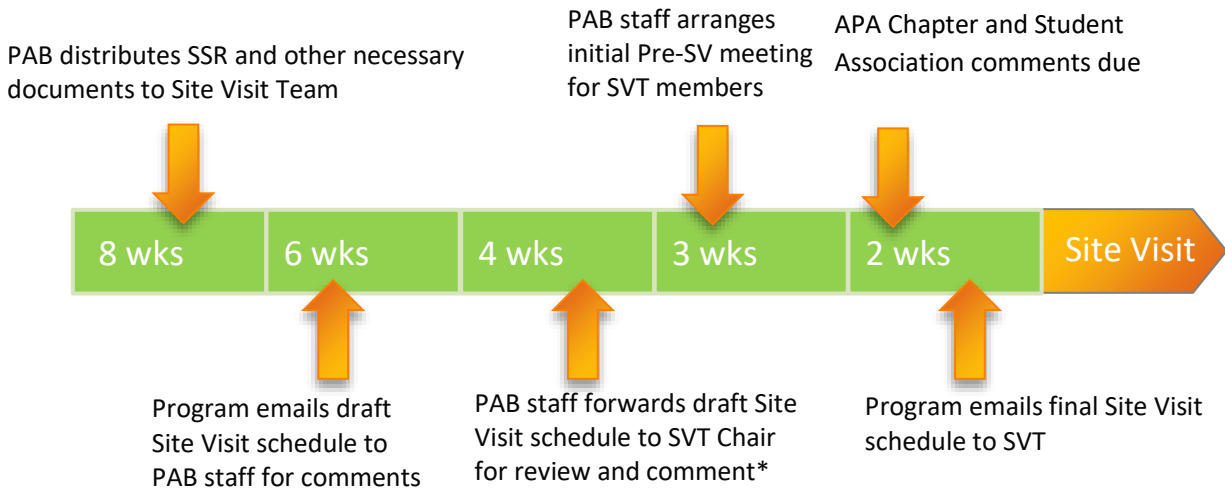 PAB distributes SSR and other necessary
documents to Site Visit Team
PAB staff arranges
initial Pre-SV meeting
for SVT members
APA Chapter and Student
Association comments due
8 wks
6 wks
4 wks
3 wks
2 wks
Site Visit
Program emails draft
Site Visit schedule to
PAB staff for comments
PAB staff forwards draft Site
Visit schedule to SVT Chair
for review and comment*
Program emails final Site Visit
schedule to SVT